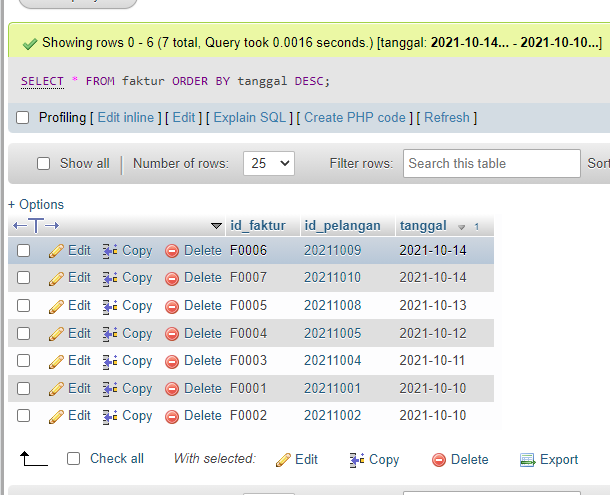 Showing rows 0 - 6 (7 total, Query took 0.0016 seconds.) [tanggal: 2021-10-14... - 2021-10-10...]
SELECT * FROM faktur ORDER BY tanggal DESC;
Profiling [ Edit inline ] [ Edit ] [ Explain SQL ] [ Create PHP code ] [ Refresh ]
Show all | Number of rows: 25 Filter rows: Search this table Sort
+ Options
id_faktur id_pelangan tanggal 1
Edit Copy Delete F0006 20211009 2021-10-14
Edit Copy Delete F0007 20211010 2021-10-14
Edit Copy Delete F0005 20211008 2021-10-13
Edit Copy Delete F0004 20211005 2021-10-12
Edit Copy Delete F0003 20211004 2021-10-11
Edit Copy Delete F0001 20211001 2021-10-10
Edit Copy Delete F0002 20211002 2021-10-10
Check all With selected: Edit Copy Delete Export